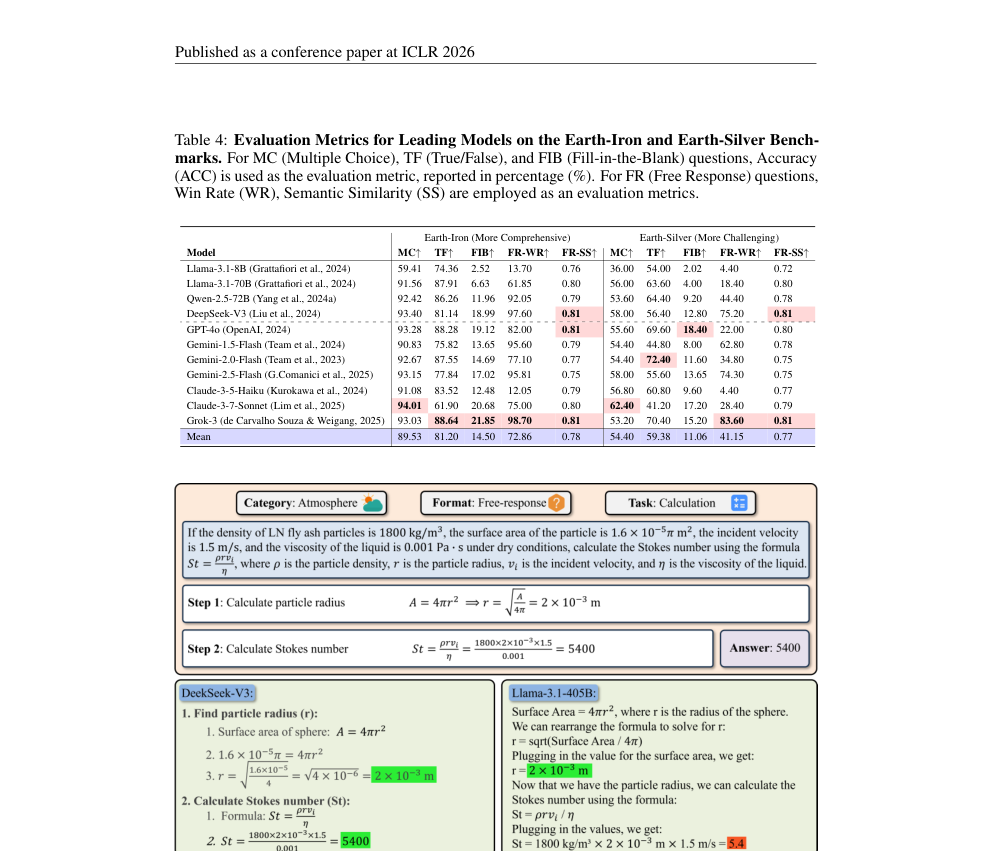 Published as a conference paper at ICLR 2026
Table 4: Evaluation Metrics for Leading Models on the Earth-Iron and Earth-Silver Bench-
marks. For MC (Multiple Choice), TF (True/False), and FIB (Fill-in-the-Blank) questions, Accuracy
(ACC) is used as the evaluation metric, reported in percentage (%). For FR (Free Response) questions,
Win Rate (WR), Semantic Similarity (SS) are employed as an evaluation metrics.
Earth-Iron (More Comprehensive) Earth-Silver (More Challenging)
Model MC↑ TF↑ FIB↑ FR-WR↑ FR-SS↑ MC↑ TF↑ FIB↑ FR-WR↑ FR-SS↑
Llama-3.1-8B (Grattafiori et al., 2024) 59.41 74.36 2.52 13.70 0.76 36.00 54.00 2.02 4.40 0.72
Llama-3.1-70B (Grattafiori et al., 2024) 91.56 87.91 6.63 61.85 0.80 56.00 63.60 4.00 18.40 0.80
Qwen-2.5-72B (Yang et al., 2024a) 92.42 86.26 11.96 92.05 0.79 53.60 64.40 9.20 44.40 0.78
DeepSeek-V3 (Liu et al., 2024) 93.40 81.14 18.99 97.60 0.81 58.00 56.40 12.80 75.20 0.81
GPT-4o (OpenAI, 2024) 93.28 88.28 19.12 82.00 0.81 55.60 69.60 18.40 22.00 0.80
Gemini-1.5-Flash (Team et al., 2024) 90.83 75.82 13.65 95.60 0.79 54.40 44.80 8.00 62.80 0.78
Gemini-2.0-Flash (Team et al., 2023) 92.67 87.55 14.69 77.10 0.77 54.40 72.40 11.60 34.80 0.75
Gemini-2.5-Flash (G.Comanici et al., 2025) 93.15 77.84 17.02 95.81 0.75 58.00 55.60 13.65 74.30 0.75
Claude-3-5-Haiku (Kurokawa et al., 2024) 91.08 83.52 12.48 12.05 0.79 56.80 60.80 9.60 4.40 0.77
Claude-3-7-Sonnet (Lim et al., 2025) 94.01 61.90 20.68 75.00 0.80 62.40 41.20 17.20 28.40 0.79
Grok-3 (de Carvalho Souza & Weigang, 2025) 93.03 88.64 21.85 98.70 0.81 53.20 70.40 15.20 83.60 0.81
Mean 89.53 81.20 14.50 72.86 0.78 54.40 59.38 11.06 41.15 0.77
Category: Atmosphere Format: Free-response Task: Calculation
If the density of LN fly ash particles is 1800 kg/m³, the surface area of the particle is 1.6 × 10⁻⁵π m², the incident velocity
is 1.5 m/s, and the viscosity of the liquid is 0.001 Pa · s under dry conditions, calculate the Stokes number using the formula
St = ρrvᵢ/η, where ρ is the particle density, r is the particle radius, vᵢ is the incident velocity, and η is the viscosity of the liquid.
Step 1: Calculate particle radius A = 4πr² ⟹ r = √(A/4π) = 2 × 10⁻³ m
Step 2: Calculate Stokes number St = ρrvᵢ/η = 1800×2×10⁻³×1.5/0.001 = 5400 Answer: 5400
DeekSeek-V3:
1. Find particle radius (r):
1. Surface area of sphere: A = 4πr²
2. 1.6 × 10⁻⁵π = 4πr²
3. r = √(1.6×10⁻⁵/4) = √4 × 10⁻⁶ = 2 × 10⁻³ m
2. Calculate Stokes number (St):
1. Formula: St = ρrvᵢ/η
2. St = 1800×2×10⁻³×1.5/0.001 = 5400
Llama-3.1-405B:
Surface Area = 4πr², where r is the radius of the sphere.
We can rearrange the formula to solve for r:
r = sqrt(Surface Area / 4π)
Plugging in the value for the surface area, we get:
r = 2 × 10⁻³ m
Now that we have the particle radius, we can calculate the
Stokes number using the formula:
St = ρrvᵢ / η
Plugging in the values, we get:
St = 1800 kg/m³ × 2 × 10⁻³ m × 1.5 m/s = 5.4